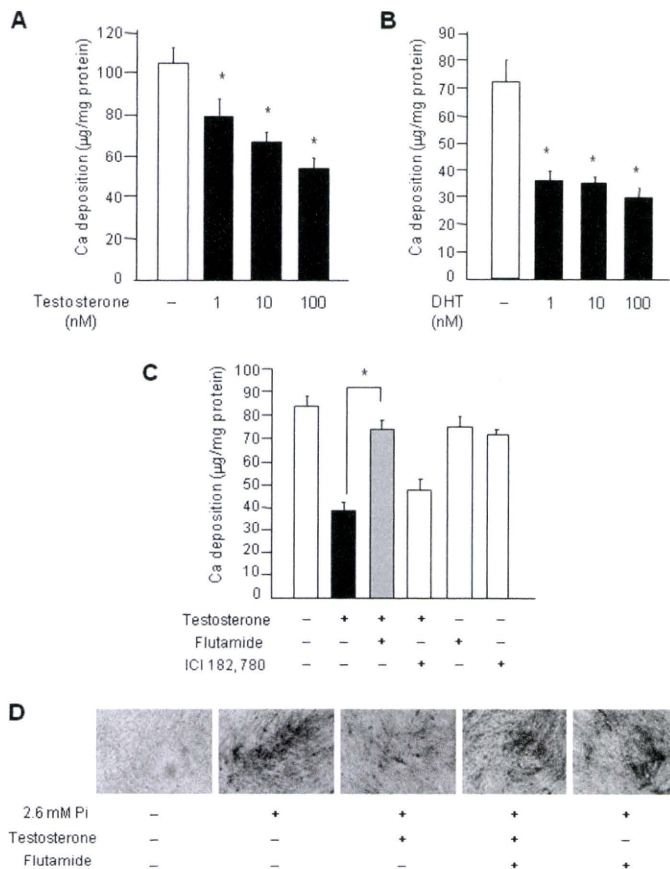 A
Ca deposition (µg/mg protein)
120
100
80
60
40
20
0
*
*
*
Testosterone
(nM)
– 1 10 100
B
Ca deposition (µg/mg protein)
90
80
70
60
50
40
30
20
10
0
*
*
*
DHT
(nM)
– 1 10 100
C
Ca deposition (µg/mg protein)
100
90
80
70
60
50
40
30
20
10
0
*
Testosterone – + + + – –
Flutamide – – + – + –
ICI 182,780 – – – + – +
D
2.6 mM Pi – + + + +
Testosterone – – + + –
Flutamide – – – + +